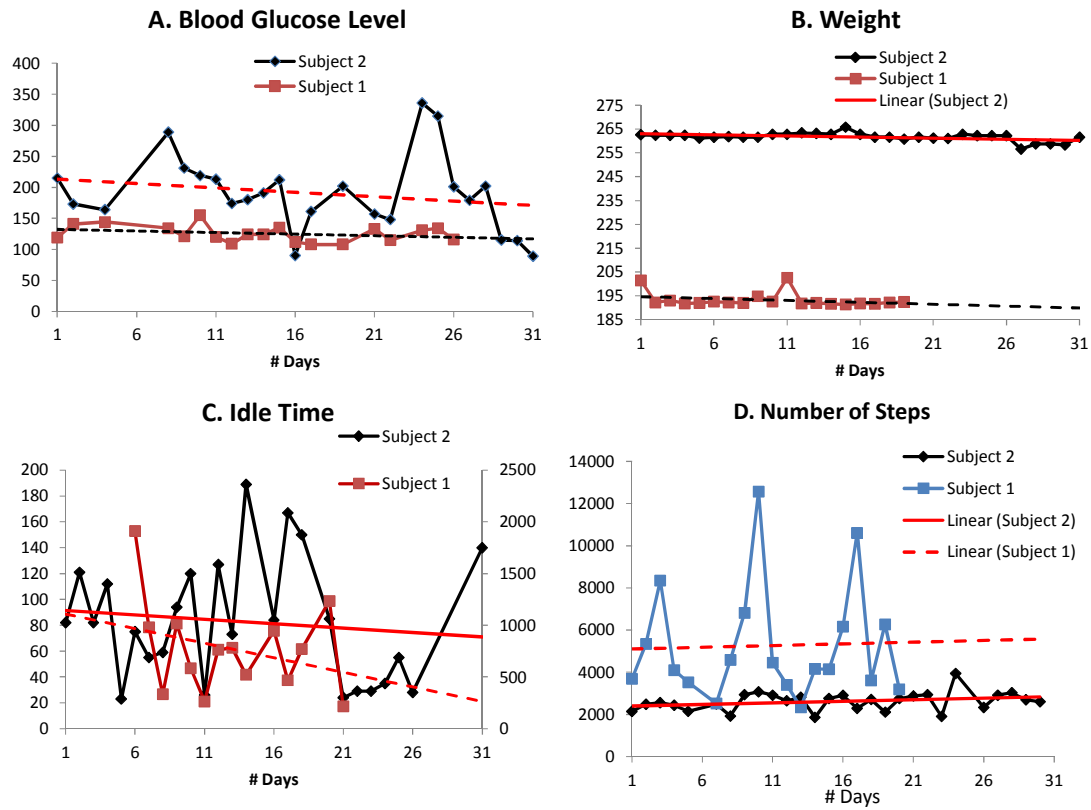 A. Blood Glucose Level
Subject 2
Subject 1
400
350
300
250
200
150
100
50
0
1 6 11 16 21 26 31
# Days
B. Weight
Subject 2
Subject 1
Linear (Subject 2)
275
265
255
245
235
225
215
205
195
185
1 6 11 16 21 26 31
# Days
C. Idle Time
Subject 2
Subject 1
200 2500
180
160 2000
140
120 1500
100
80 1000
60
40 500
20
0 0
1 6 11 16 21 26 31
# Days
D. Number of Steps
Subject 2
Subject 1
Linear (Subject 2)
Linear (Subject 1)
14000
12000
10000
8000
6000
4000
2000
0
1 6 11 16 21 26 31
# Days